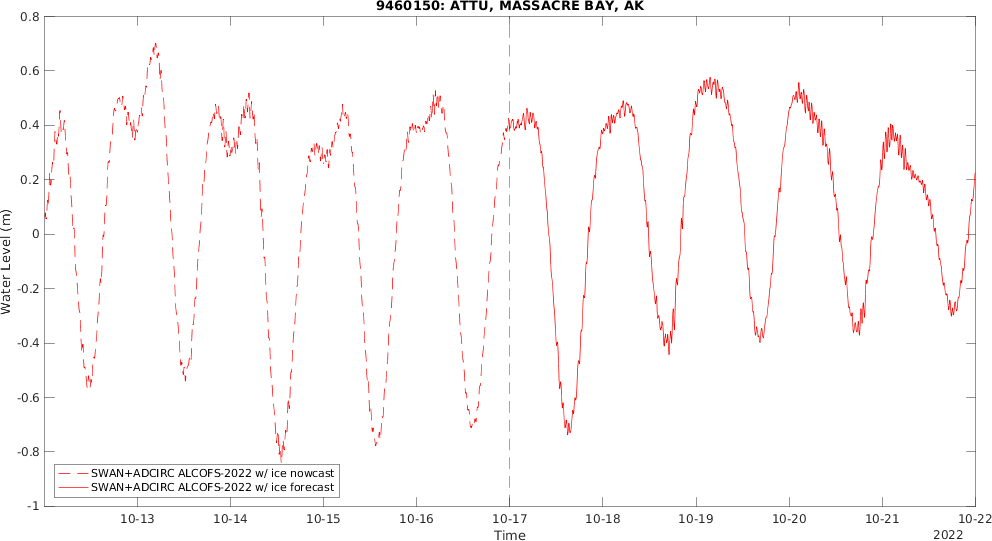 9460150: ATTU, MASSACRE BAY, AK
0.8
0.6
0.4
0.2
0
-0.2
-0.4
-0.6
-0.8
-1
Water Level (m)
SWAN+ADCIRC ALCOFS-2022 w/ ice nowcast
SWAN+ADCIRC ALCOFS-2022 w/ ice forecast
10-13 10-14 10-15 10-16 10-17 10-18 10-19 10-20 10-21 10-22
Time
2022